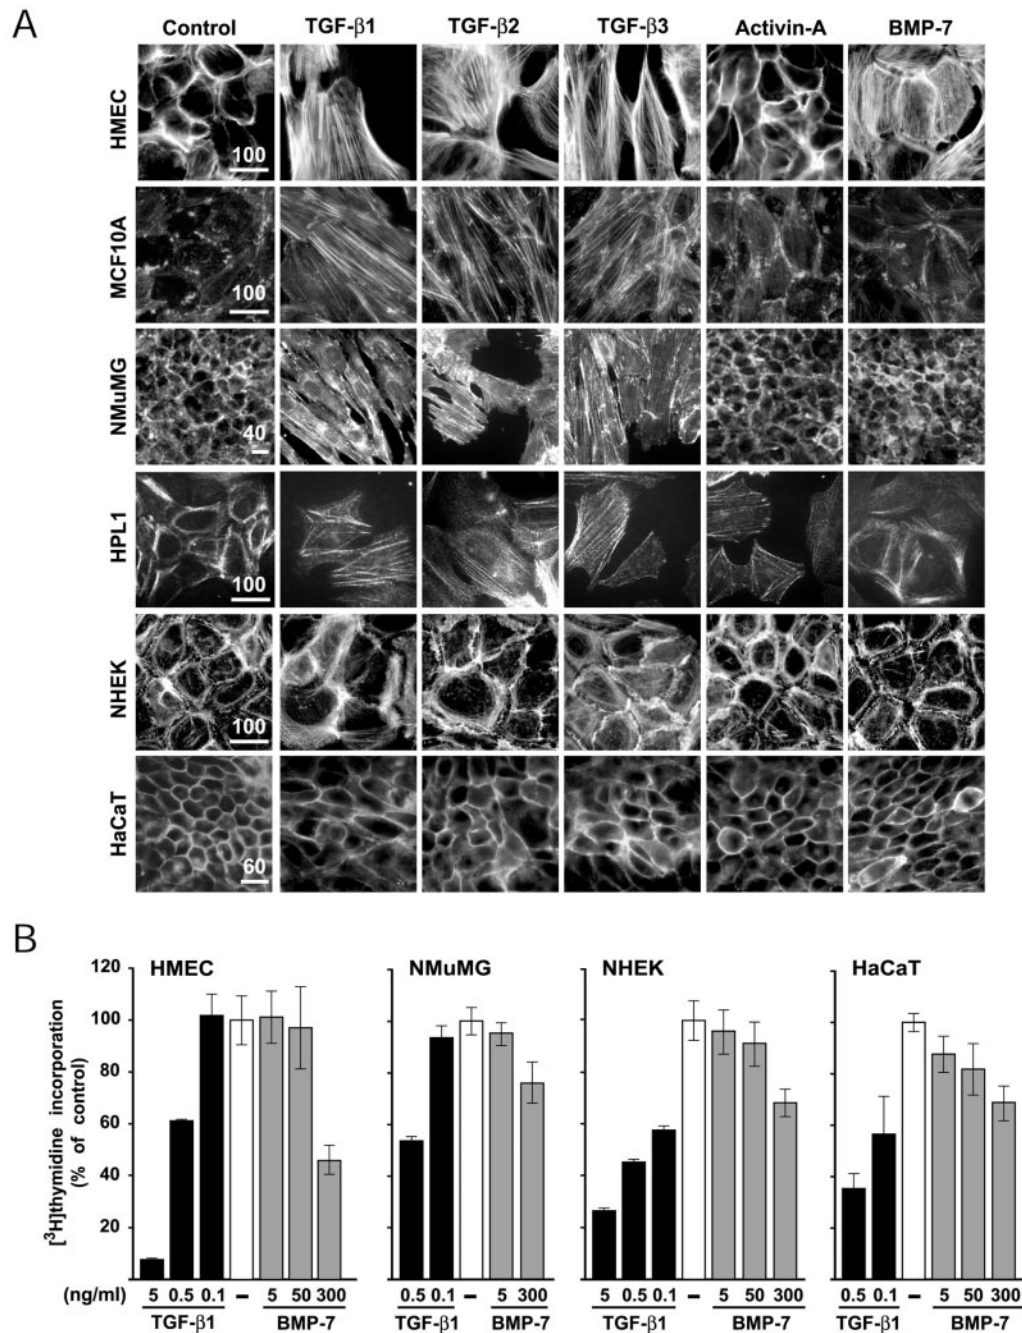 A
Control TGF-β1 TGF-β2 TGF-β3 Activin-A BMP-7
HMEC
100
MCF10A
100
NMuMG
40
HPL1
100
NHEK
100
HaCaT
60
B
HMEC NMuMG NHEK HaCaT
[³H]thymidine incorporation
(% of control)
120
100
80
60
40
20
(ng/ml) 5 0.5 0.1 – 5 50 300 0.5 0.1 – 5 300 5 0.5 0.1 – 5 50 300 0.5 0.1 – 5 50 300
TGF-β1 BMP-7 TGF-β1 BMP-7 TGF-β1 BMP-7 TGF-β1 BMP-7